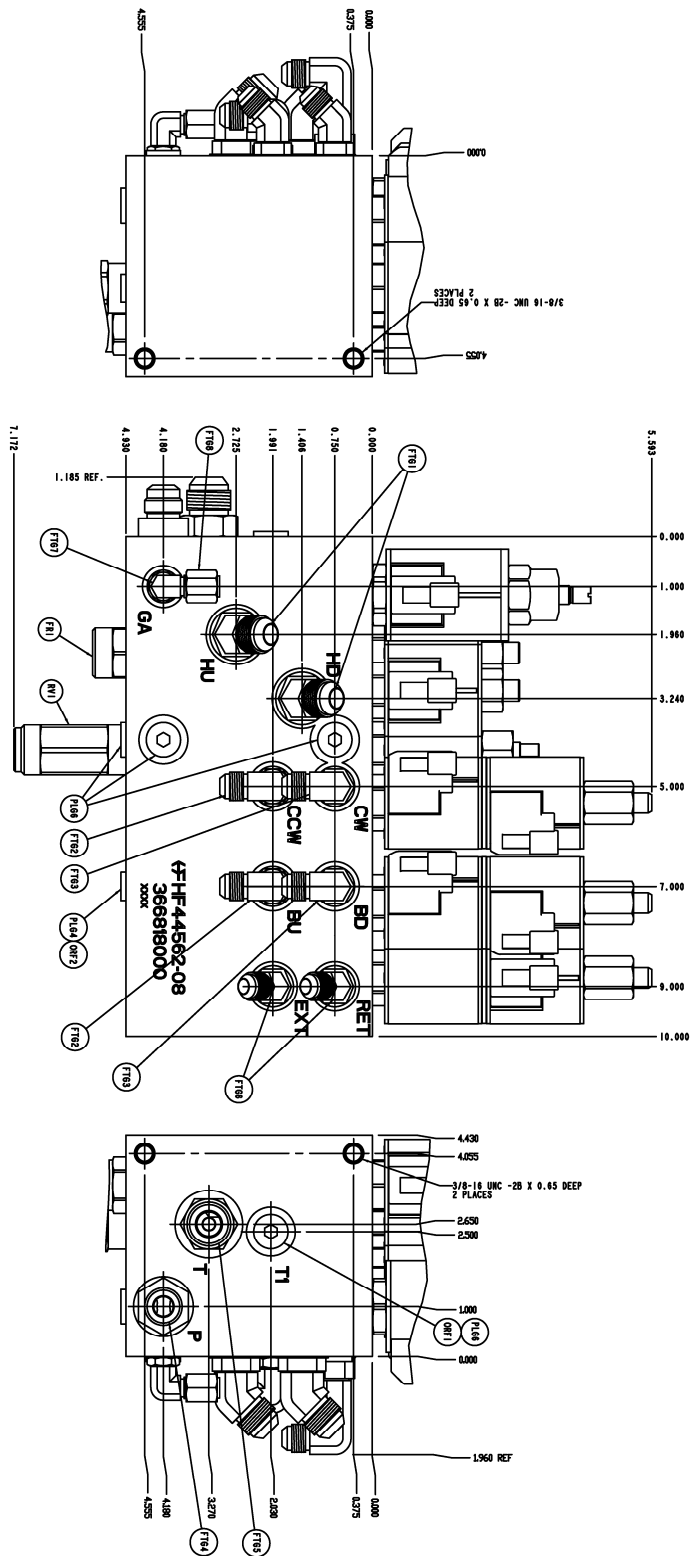 4.555
0.375
0.000
0.000
3/8-16 UNC -2B X 0.65 DEEP
2 PLACES
4.055
7.172
4.930
4.180
2.725
1.991
1.406
0.750
0.000
5.593
FTG8
FTG1
1.185 REF.
0.000
FTG7
1.000
GA
FR1
1.960
HU
HD
RV1
3.240
5.000
PLG6
CCW
CW
FTG2
FTG3
7.000
PLG4
ORF2
HF44562-08
366818000
XXXX
BU
BD
9.000
FTG2
EXT
RET
10.000
FTG3
FTG8
4.430
4.055
3/8-16 UNC -2B X 0.65 DEEP
2 PLACES
2.650
2.500
T
T1
1.000
P
ORF1
PLG6
0.000
1.960 REF
4.555
4.180
3.270
2.030
0.375
0.000
FTG4
FTG5